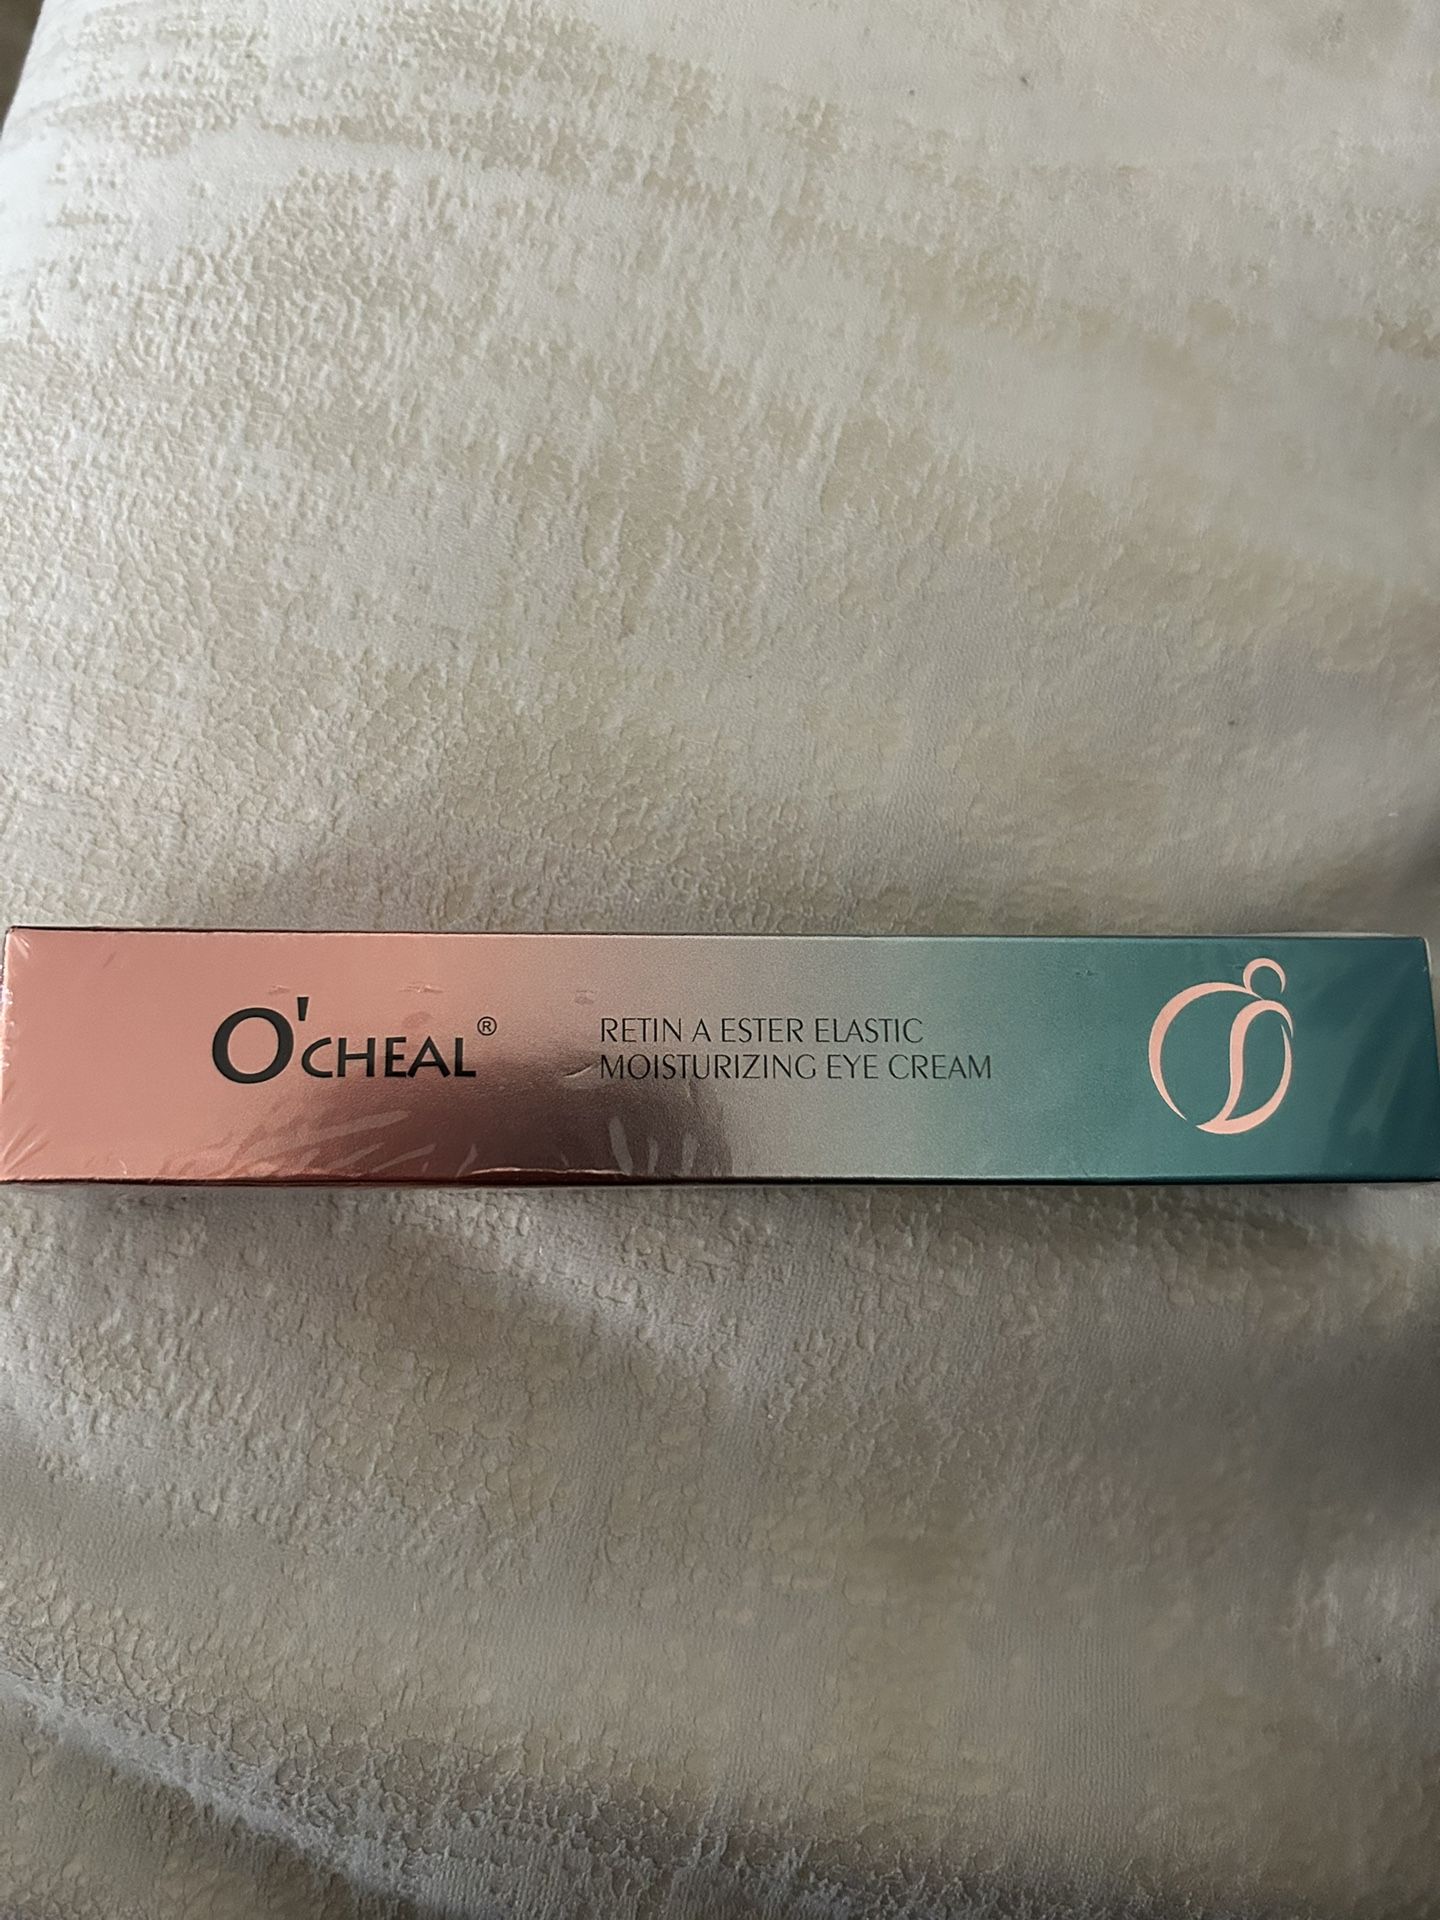 O'CHEAL®
RETIN A ESTER ELASTIC
MOISTURIZING EYE CREAM